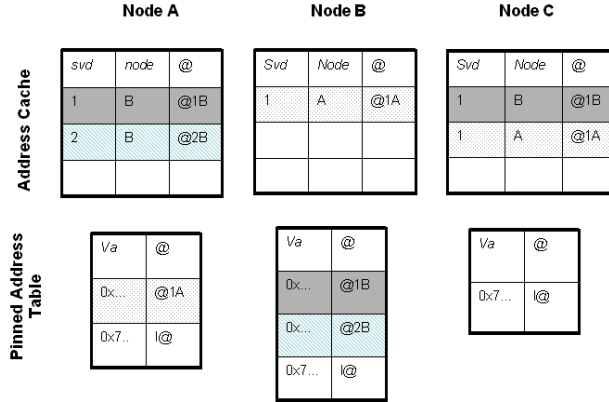 Node A Node B Node C
Address Cache
svd node @
1 B @1B
2 B @2B
Svd Node @
1 A @1A
Svd Node @
1 B @1B
1 A @1A
Pinned Address
Table
Va @
0x... @1A
0x7.. l@
Va @
0x... @1B
0x... @2B
0x7... l@
Va @
0x7... l@